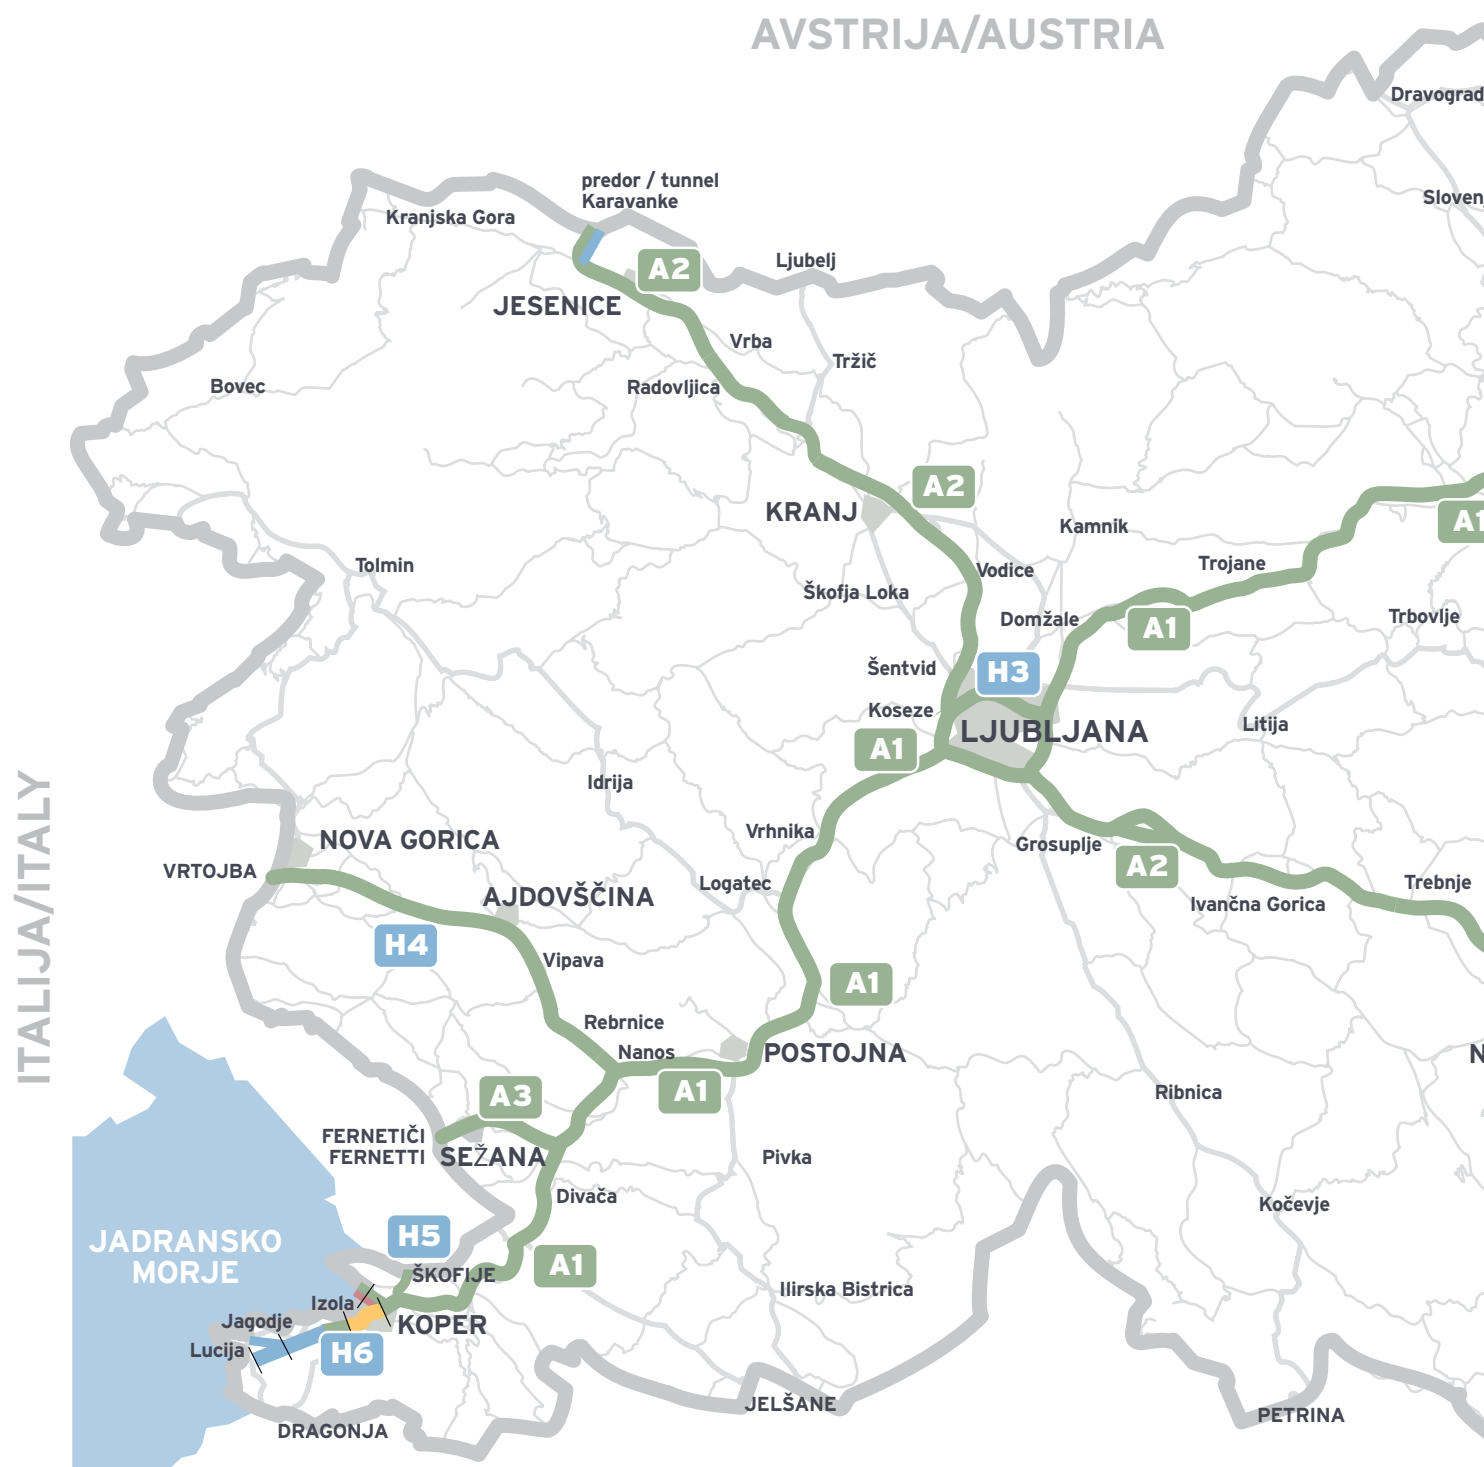 AVSTRIJA/AUSTRIA
Dravograd
predor / tunnel
Karavanke
Kranjska Gora
Ljubelj
A2
JESENICE
Vrba
Tržič
Radovljica
Bovec
A2
KRANJ
Kamnik
A1
Trojane
Tolmin
Vodice
Škofja Loka
Domžale
A1
Trbovlje
Šentvid
H3
Koseze
LJUBLJANA
Litija
A1
Idrija
Vrhnika
NOVA GORICA
Grosuplje
VRTOJBA
A2
Logatec
Trebnje
AJDOVŠČINA
Ivančna Gorica
H4
Vipava
ITALIJA/ITALY
A1
Rebrnice
Nanos
POSTOJNA
A1
A3
Ribnica
FERNETIČI
FERNETTI
SEŽANA
Pivka
Divača
Kočevje
H5
JADRANSKO
MORJE
A1
ŠKOFIJE
Ilirska Bistrica
Izola
Jagodje
KOPER
Lucija
H6
JELŠANE
PETRINA
DRAGONJA